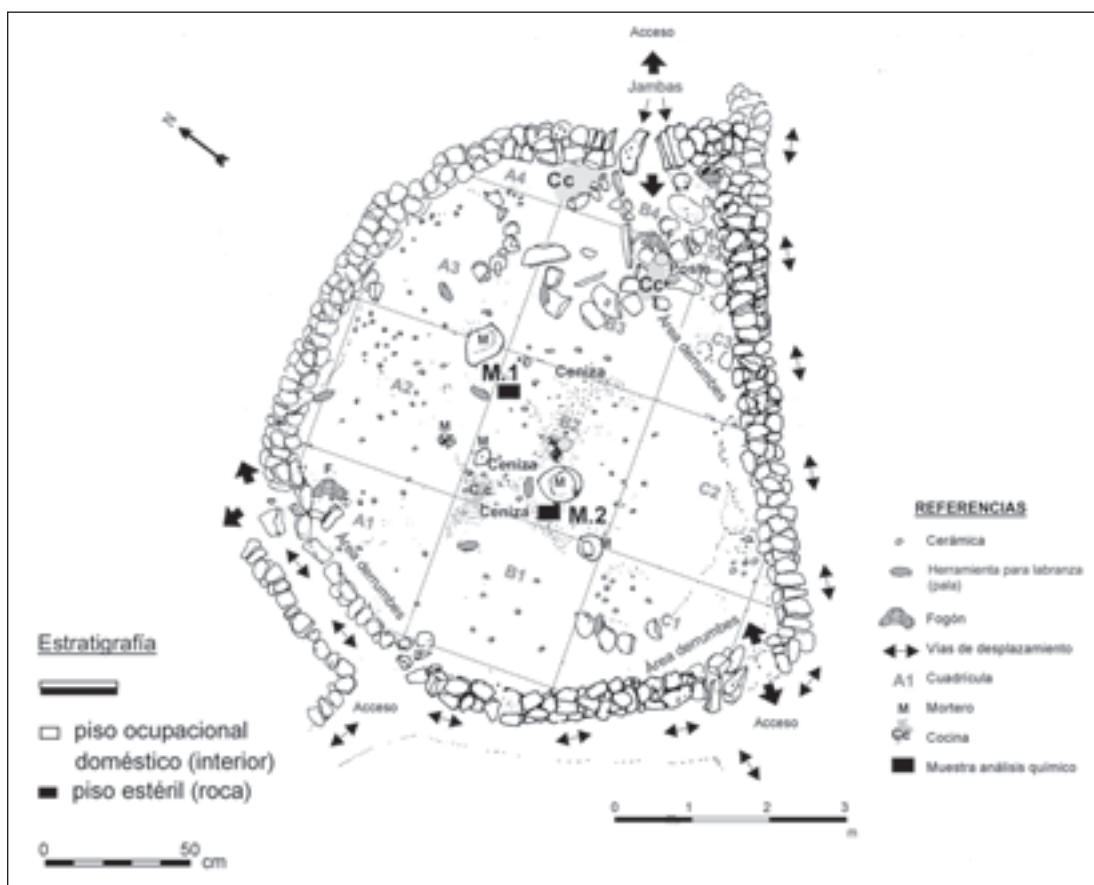 Acceso
Jambas
N
A4
Cc
B4
A3
Poste
Cc
B3
Área derrumbes
C3
M
M.1
Ceniza
A2
B2
M
M
Ceniza
M
C.c.
C2
F
Ceniza
M.2
A1
M
Área derrumbes
B1
C1
Área derrumbes
Acceso
Acceso
Estratigrafía
piso ocupacional
doméstico (interior)
piso estéril (roca)
0 50
cm
0 1 2 3
m
REFERENCIAS
Cerámica
Herramienta para labranza
(pala)
Fogón
Vías de desplazamiento
A1 Cuadrícula
M Mortero
Cc Cocina
Muestra análisis químico